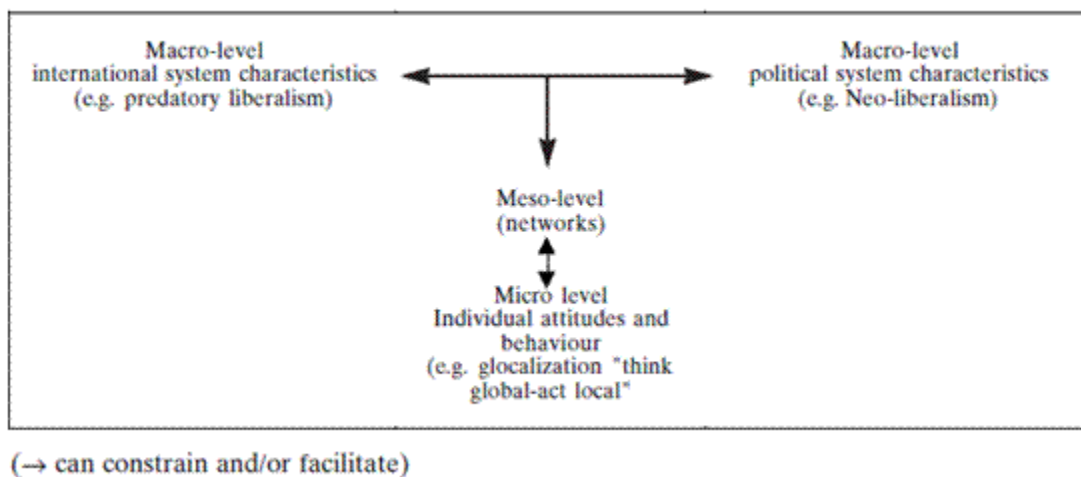 Macro-level
international system characteristics
(e.g. predatory liberalism)
Macro-level
political system characteristics
(e.g. Neo-liberalism)
Meso-level
(networks)
Micro level
Individual attitudes and
behaviour
(e.g. glocalization "think
global-act local"
(→ can constrain and/or facilitate)